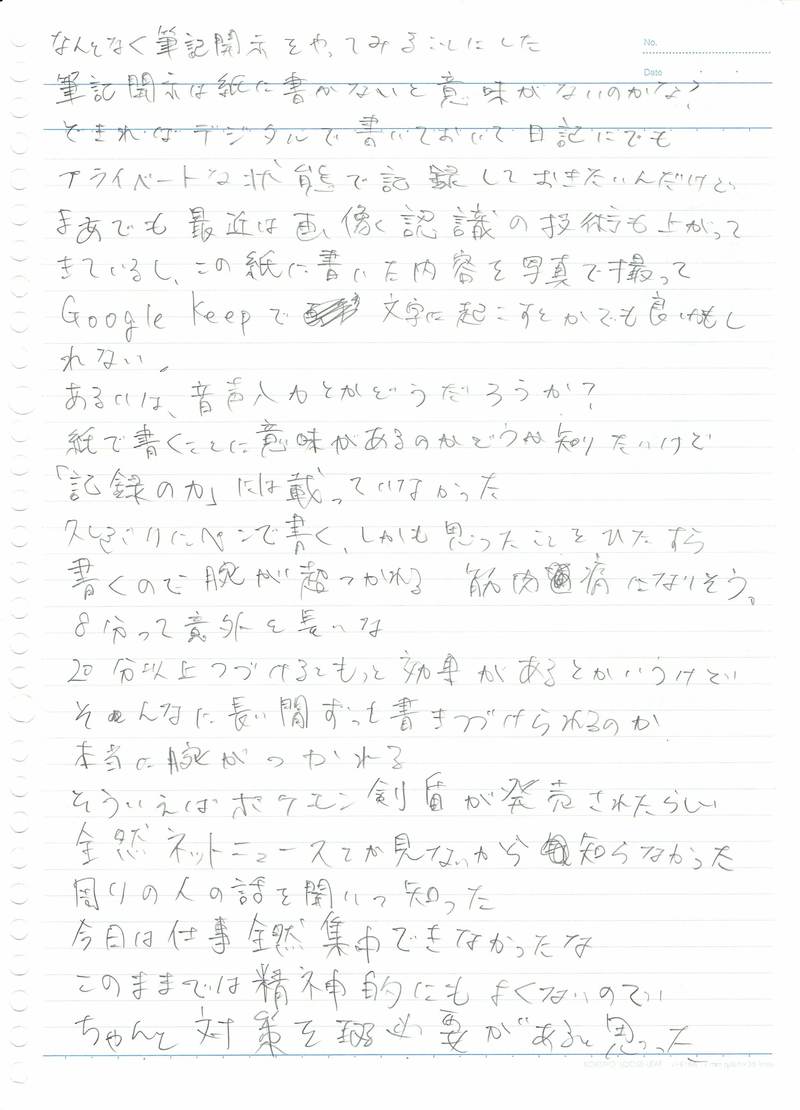 No.
なんとなく筆記開示をやってみることにした
Date
筆記開示は紙に書かないと意味がないのかな?
できればデジタルで書いておいて日記にでも
プライベートな状態で記録しておきたいんだけど、
まあでも最近は画像認識の技術も上がって
きているし、この紙に書いた内容を写真で撮って
Google Keepで文字に起こすとかでも良いかもし
れない。
あるいは、音声入力とかどうだろうか?
紙で書くことに意味があるのかどうか知りたいけど
「記録の力」には載っていなかった
久しぶりにペンで書く、しかも思ったことをひたすら
書くので腕が超つかれる 筋肉痛になりそう。
8分って意外と長いな
20分以上つづけるともっと効果があるとかいうけど、
そんなに長い間ずっと書きつづけられるのか
本当に腕がつかれる
そういえばポケモン剣盾が発売されたらしい
全然ネットニュースとか見ないから知らなかった
周りの人の話を聞いて知った
今日は仕事全然集中できなかったな
このままでは精神的にもよくないので、
ちゃんと対策を取る必要があると思った